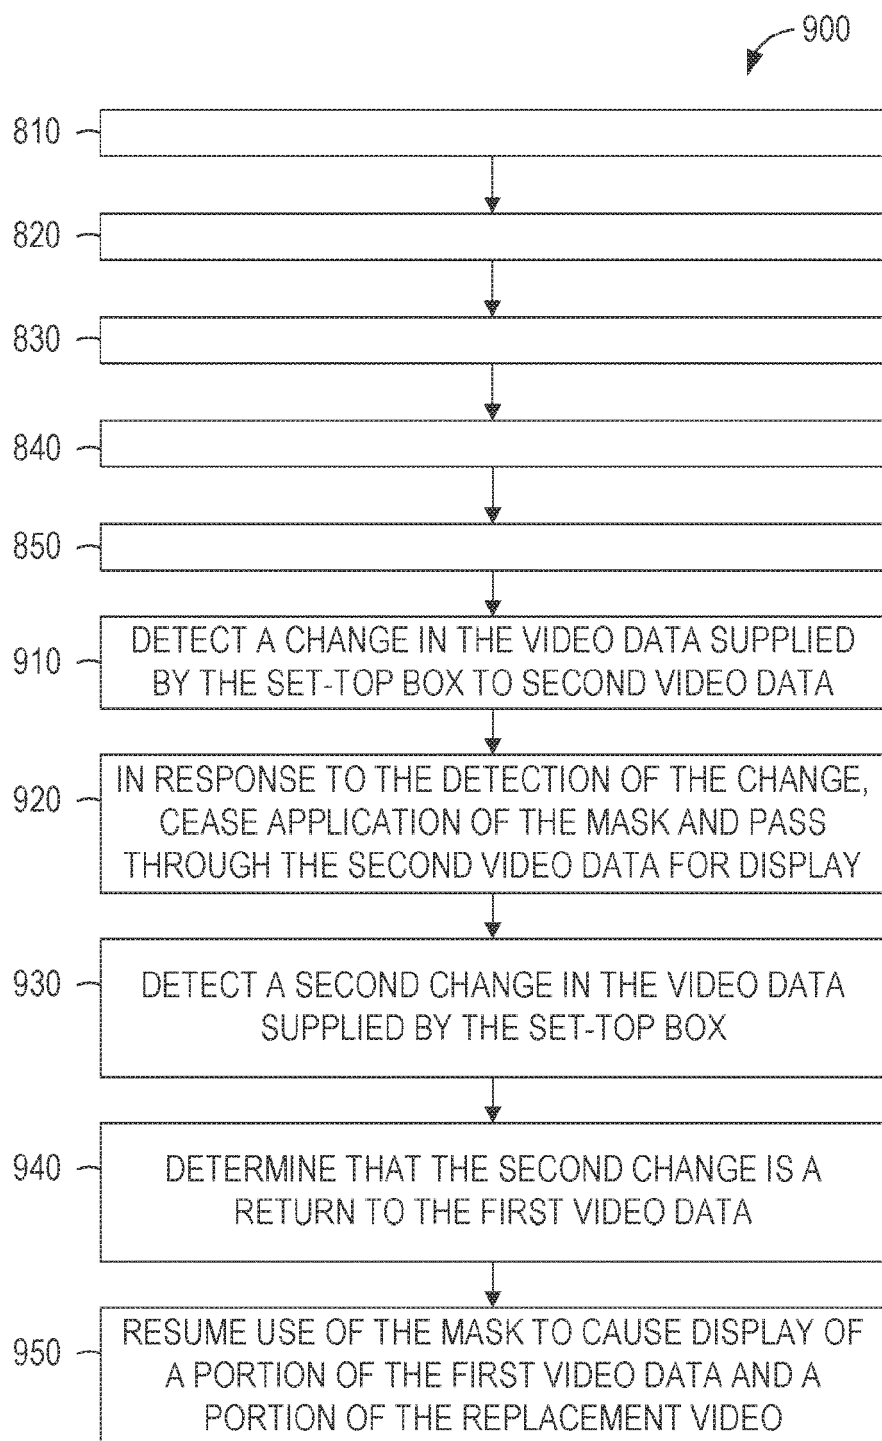 900
810
820
830
840
850
910
DETECT A CHANGE IN THE VIDEO DATA SUPPLIED
BY THE SET-TOP BOX TO SECOND VIDEO DATA
920
IN RESPONSE TO THE DETECTION OF THE CHANGE,
CEASE APPLICATION OF THE MASK AND PASS
THROUGH THE SECOND VIDEO DATA FOR DISPLAY
930
DETECT A SECOND CHANGE IN THE VIDEO DATA
SUPPLIED BY THE SET-TOP BOX
940
DETERMINE THAT THE SECOND CHANGE IS A
RETURN TO THE FIRST VIDEO DATA
950
RESUME USE OF THE MASK TO CAUSE DISPLAY OF
A PORTION OF THE FIRST VIDEO DATA AND A
PORTION OF THE REPLACEMENT VIDEO